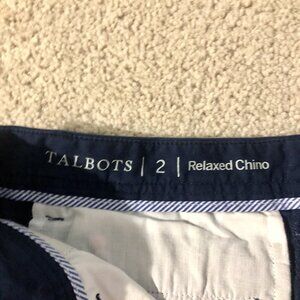 TALBOTS | 2 | Relaxed Chino